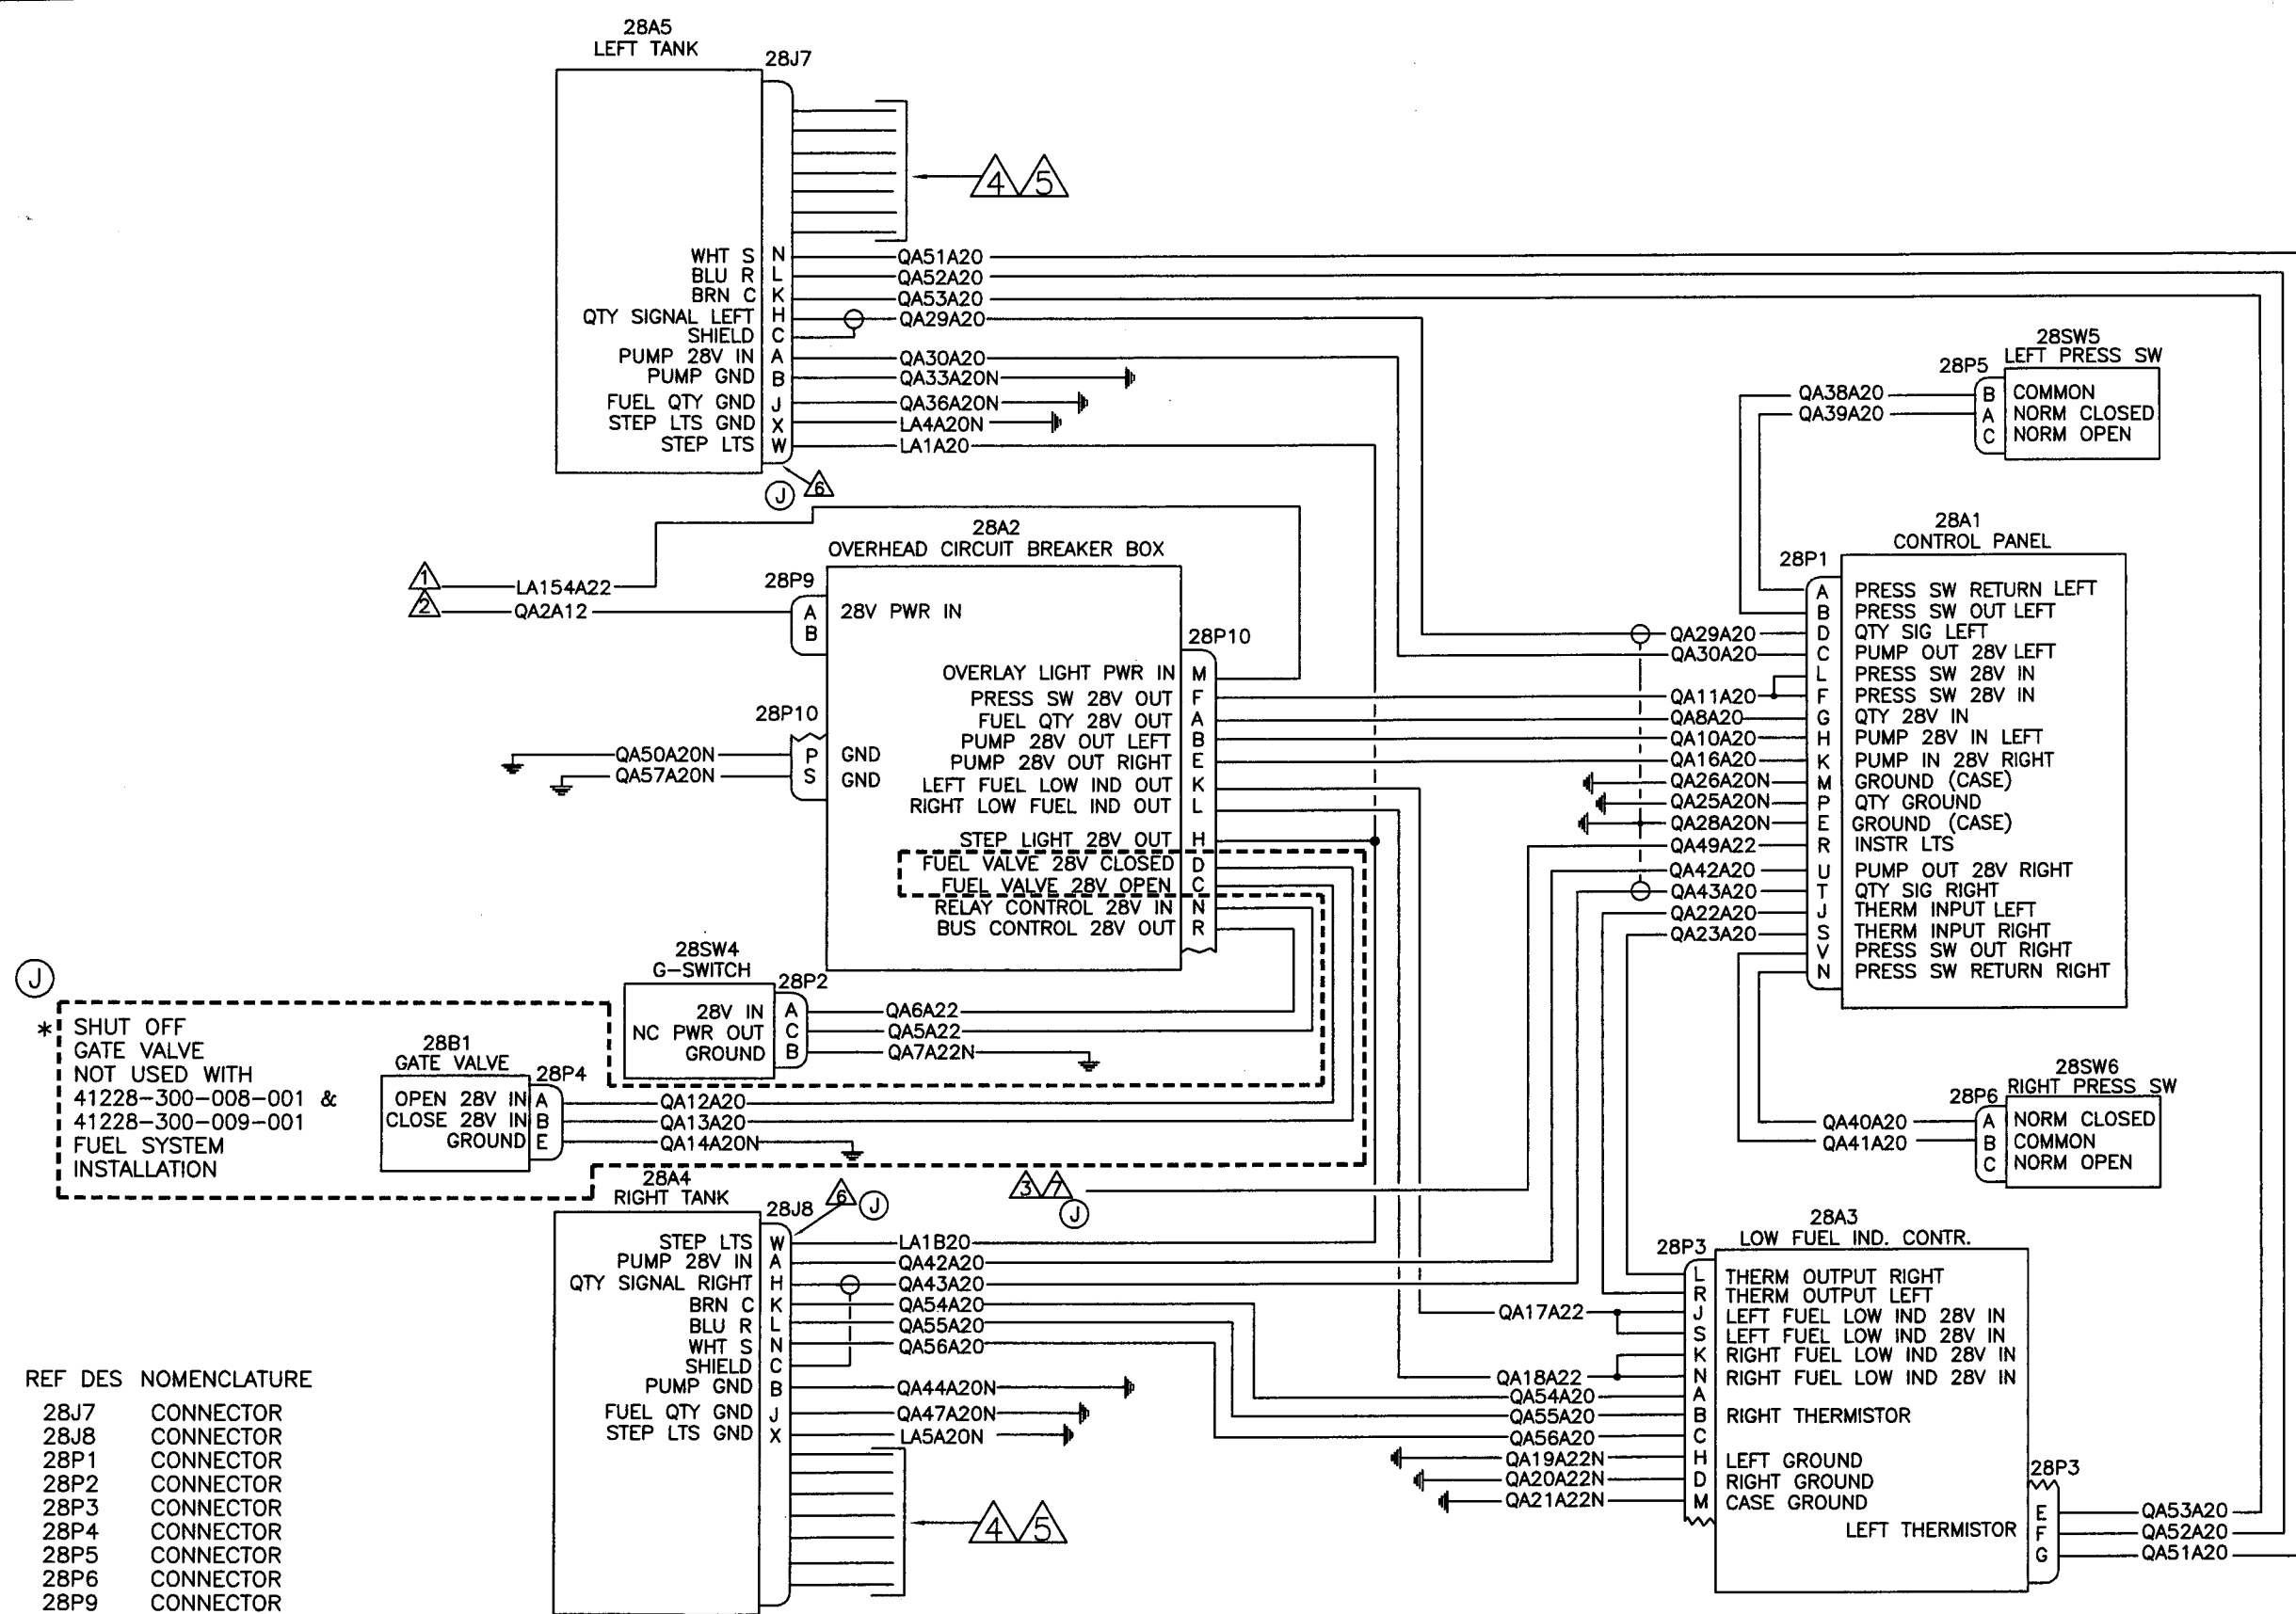 28A5
LEFT TANK
28J7
4 5
WHT S N QA51A20
BLU R L QA52A20
BRN C K QA53A20
QTY SIGNAL LEFT H QA29A20
SHIELD C
PUMP 28V IN A QA30A20
PUMP GND B QA33A20N
FUEL QTY GND J QA36A20N
STEP LTS GND X LA4A20N
STEP LTS W LA1A20
J 6
28SW5
LEFT PRESS SW
28P5
QA38A20 B COMMON
QA39A20 A NORM CLOSED
C NORM OPEN
28A2
OVERHEAD CIRCUIT BREAKER BOX
1 LA154A22
2 QA2A12
28P9
A 28V PWR IN
B
28P10
QA50A20N P GND
QA57A20N S GND
28P10
OVERLAY LIGHT PWR IN M
PRESS SW 28V OUT F
FUEL QTY 28V OUT A
PUMP 28V OUT LEFT B
PUMP 28V OUT RIGHT E
LEFT FUEL LOW IND OUT K
RIGHT LOW FUEL IND OUT L
STEP LIGHT 28V OUT H
FUEL VALVE 28V CLOSED D
FUEL VALVE 28V OPEN C
RELAY CONTROL 28V IN N
BUS CONTROL 28V OUT R
28A1
CONTROL PANEL
28P1
A PRESS SW RETURN LEFT
B PRESS SW OUT LEFT
QA29A20 D QTY SIG LEFT
QA30A20 C PUMP OUT 28V LEFT
L PRESS SW 28V IN
QA11A20 F PRESS SW 28V IN
QA8A20 G QTY 28V IN
QA10A20 H PUMP 28V IN LEFT
QA16A20 K PUMP IN 28V RIGHT
QA26A20N M GROUND (CASE)
QA25A20N P QTY GROUND
QA28A20N E GROUND (CASE)
QA49A22 R INSTR LTS
QA42A20 U PUMP OUT 28V RIGHT
QA43A20 T QTY SIG RIGHT
QA22A20 J THERM INPUT LEFT
QA23A20 S THERM INPUT RIGHT
V PRESS SW OUT RIGHT
N PRESS SW RETURN RIGHT
28SW4
G-SWITCH
28P2
28V IN A QA6A22
NC PWR OUT C QA5A22
GROUND B QA7A22N
J
* SHUT OFF
GATE VALVE
NOT USED WITH
41228-300-008-001 &
41228-300-009-001
FUEL SYSTEM
INSTALLATION
28B1
GATE VALVE
28P4
OPEN 28V IN A QA12A20
CLOSE 28V IN B QA13A20
GROUND E QA14A20N
28SW6
RIGHT PRESS SW
28P6
QA40A20 A NORM CLOSED
QA41A20 B COMMON
C NORM OPEN
28A4
RIGHT TANK
28J8
6 J
3 7
J
STEP LTS W LA1B20
PUMP 28V IN A QA42A20
QTY SIGNAL RIGHT H QA43A20
BRN C K QA54A20
BLU R L QA55A20
WHT S N QA56A20
SHIELD C
PUMP GND B QA44A20N
FUEL QTY GND J QA47A20N
STEP LTS GND X LA5A20N
4 5
28A3
LOW FUEL IND. CONTR.
28P3
L THERM OUTPUT RIGHT
R THERM OUTPUT LEFT
QA17A22 J LEFT FUEL LOW IND 28V IN
S LEFT FUEL LOW IND 28V IN
K RIGHT FUEL LOW IND 28V IN
QA18A22 N RIGHT FUEL LOW IND 28V IN
QA54A20 A
QA55A20 B RIGHT THERMISTOR
QA56A20 C
QA19A22N H LEFT GROUND
QA20A22N D RIGHT GROUND
QA21A22N M CASE GROUND
28P3
E QA53A20
LEFT THERMISTOR F QA52A20
G QA51A20
REF DES NOMENCLATURE
28J7 CONNECTOR
28J8 CONNECTOR
28P1 CONNECTOR
28P2 CONNECTOR
28P3 CONNECTOR
28P4 CONNECTOR
28P5 CONNECTOR
28P6 CONNECTOR
28P9 CONNECTOR